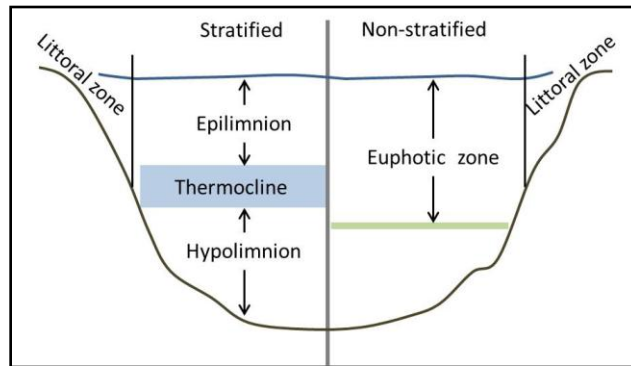 Stratified
Non-stratified
Littoral zone
Littoral zone
Epilimnion
Euphotic zone
Thermocline
Hypolimnion